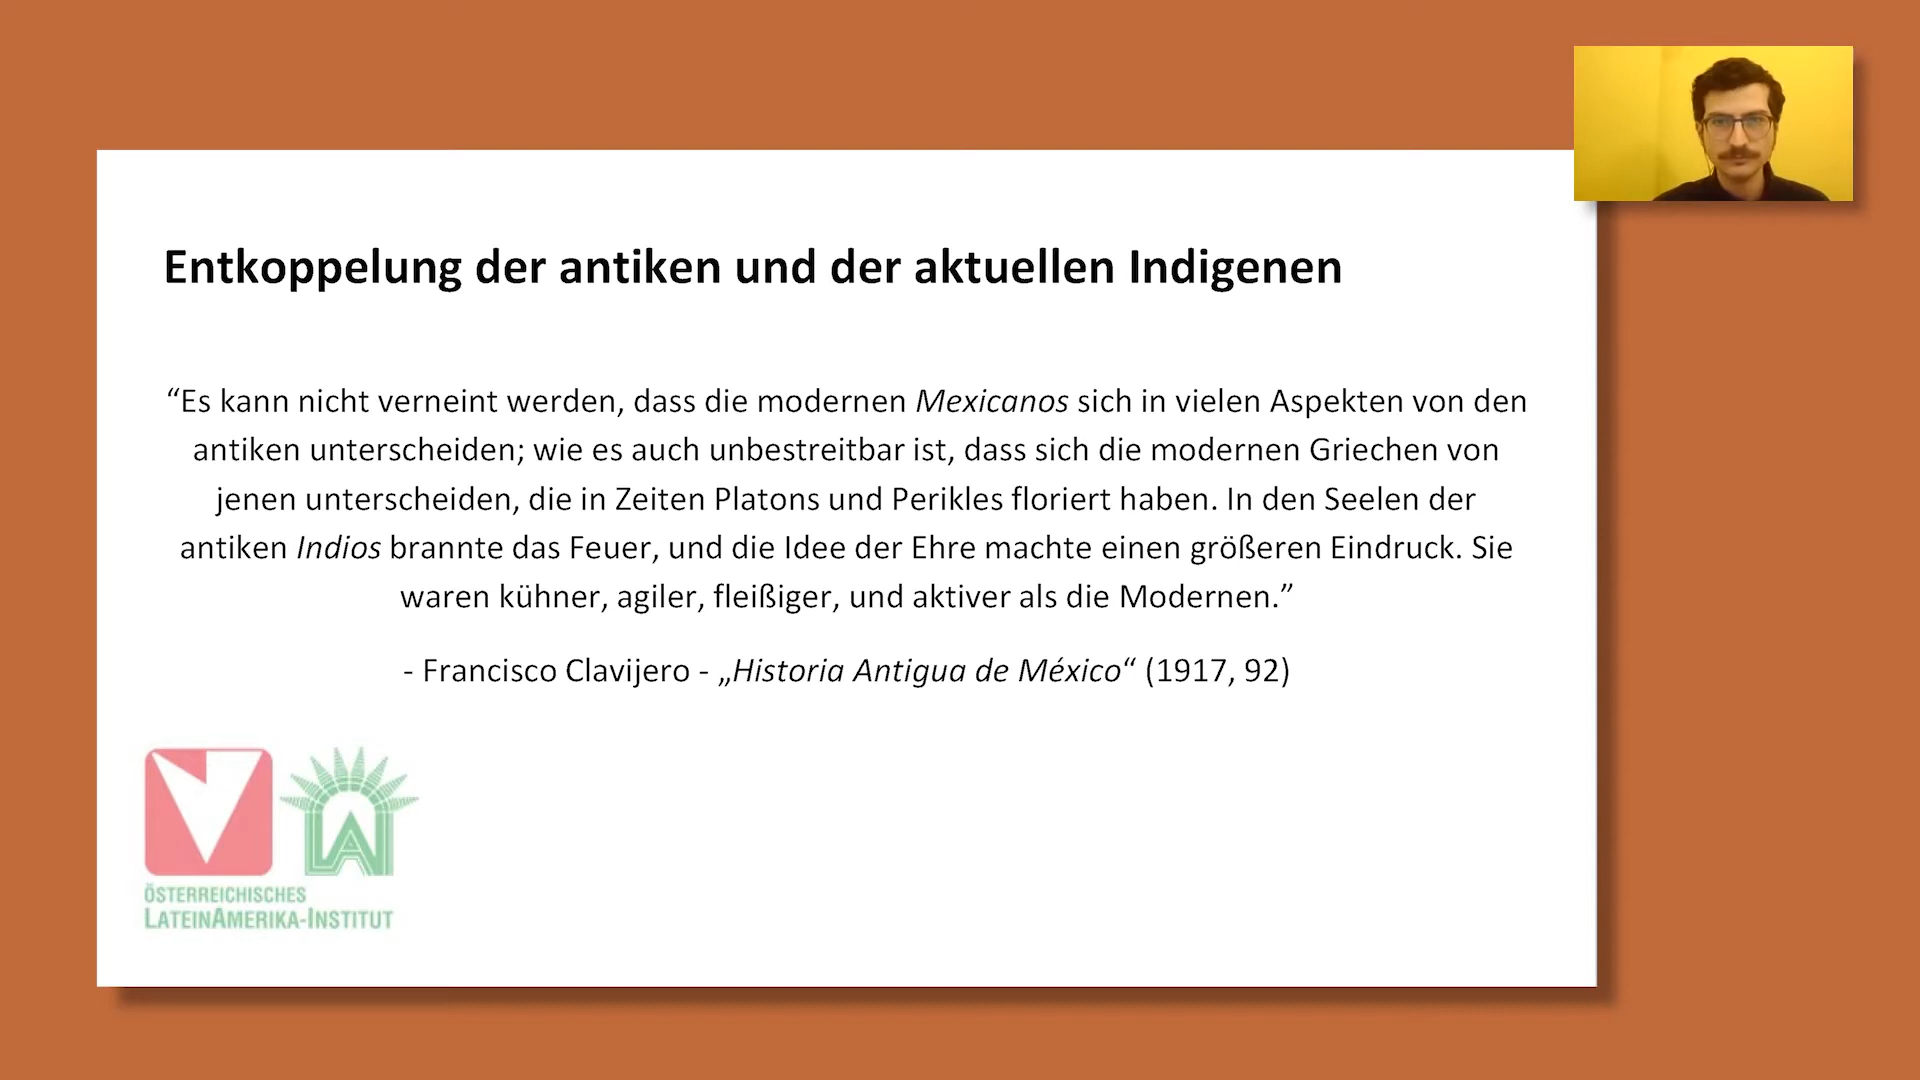 Entkoppelung der antiken und der aktuellen Indigenen
“Es kann nicht verneint werden, dass die modernen Mexicanos sich in vielen Aspekten von den
antiken unterscheiden; wie es auch unbestreitbar ist, dass sich die modernen Griechen von
jenen unterscheiden, die in Zeiten Platons und Perikles floriert haben. In den Seelen der
antiken Indios brannte das Feuer, und die Idee der Ehre machte einen größeren Eindruck. Sie
waren kühner, agiler, fleißiger, und aktiver als die Modernen.”
- Francisco Clavijero - „Historia Antigua de México“ (1917, 92)
LAI
ÖSTERREICHISCHES
LATEINAMERIKA-INSTITUT